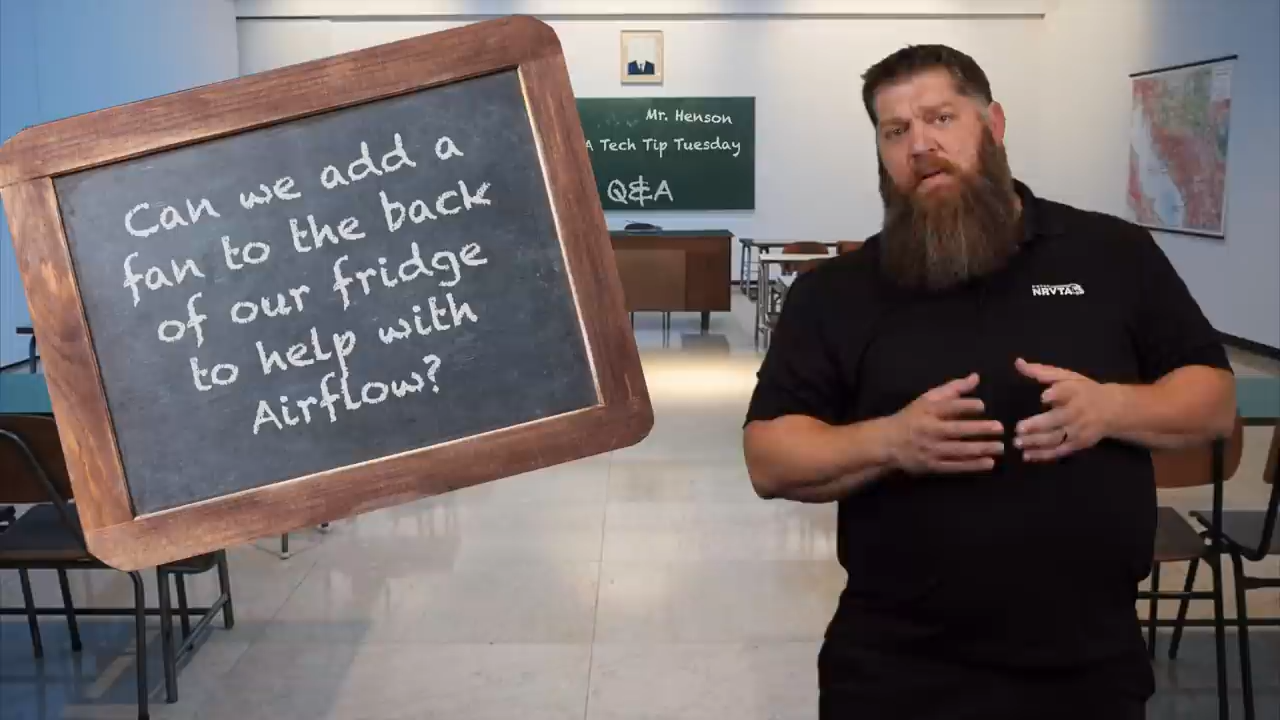 Can we add a
fan to the back
of our fridge
to help with
Airflow?
Mr. Henson
A Tech Tip Tuesday
Q&A
NRVTA